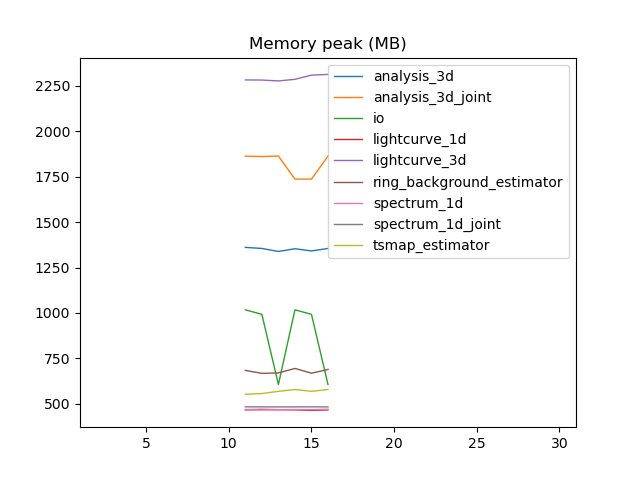 Memory peak (MB)
analysis_3d
analysis_3d_joint
io
lightcurve_1d
lightcurve_3d
ring_background_estimator
spectrum_1d
spectrum_1d_joint
tsmap_estimator
2250
2000
1750
1500
1250
1000
750
500
5 10 15 20 25 30